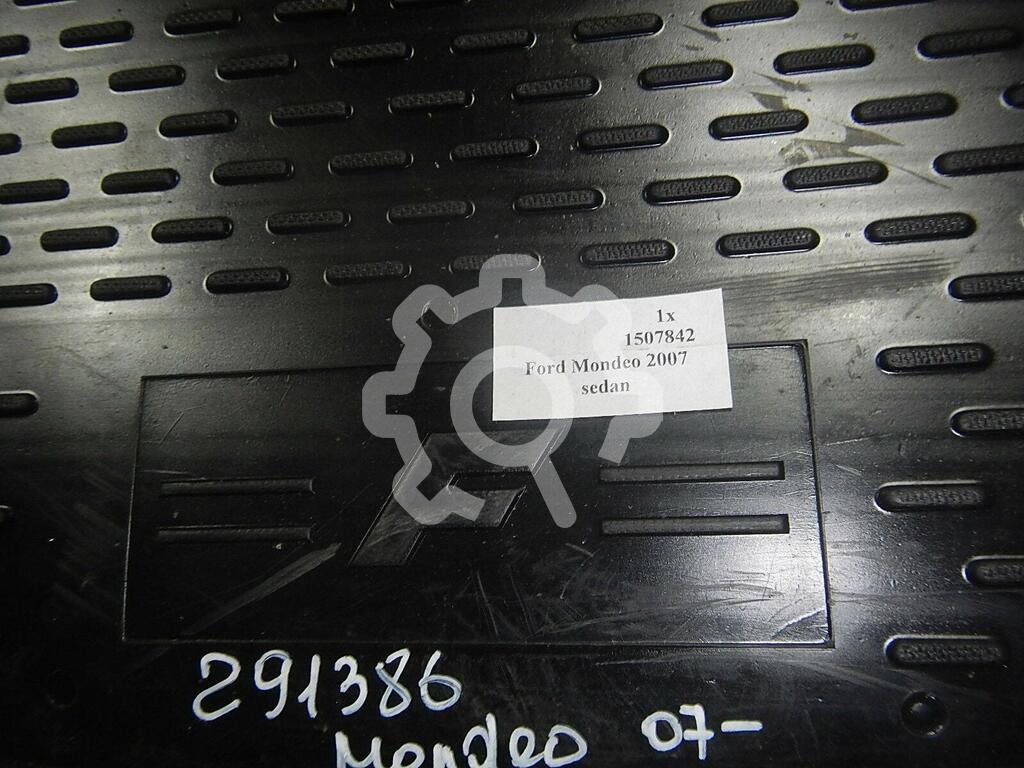 1x
1507842
Ford Mondeo 2007
sedan
291386
Mondeo 07-